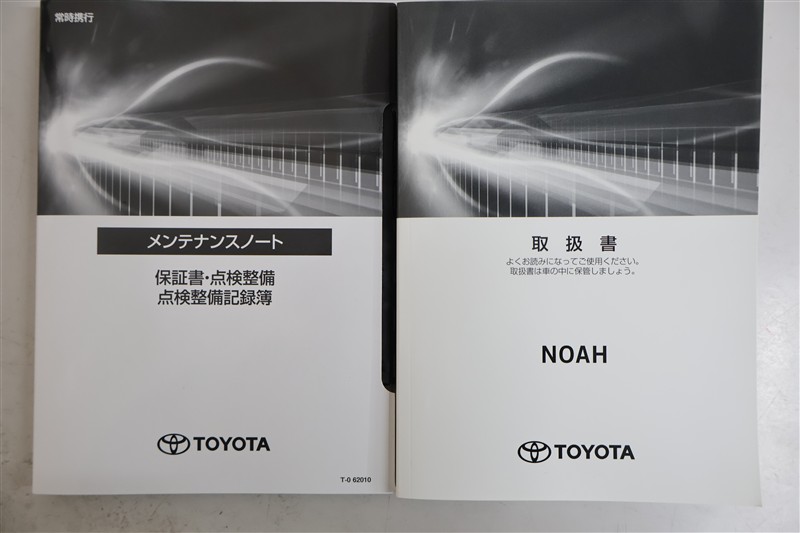 常時携行
メンテナンスノート
保証書・点検整備
点検整備記録簿
TOYOTA
T-0 62010
取扱書
よくお読みになってご使用ください。
取扱書は車の中に保管しましょう。
NOAH
TOYOTA